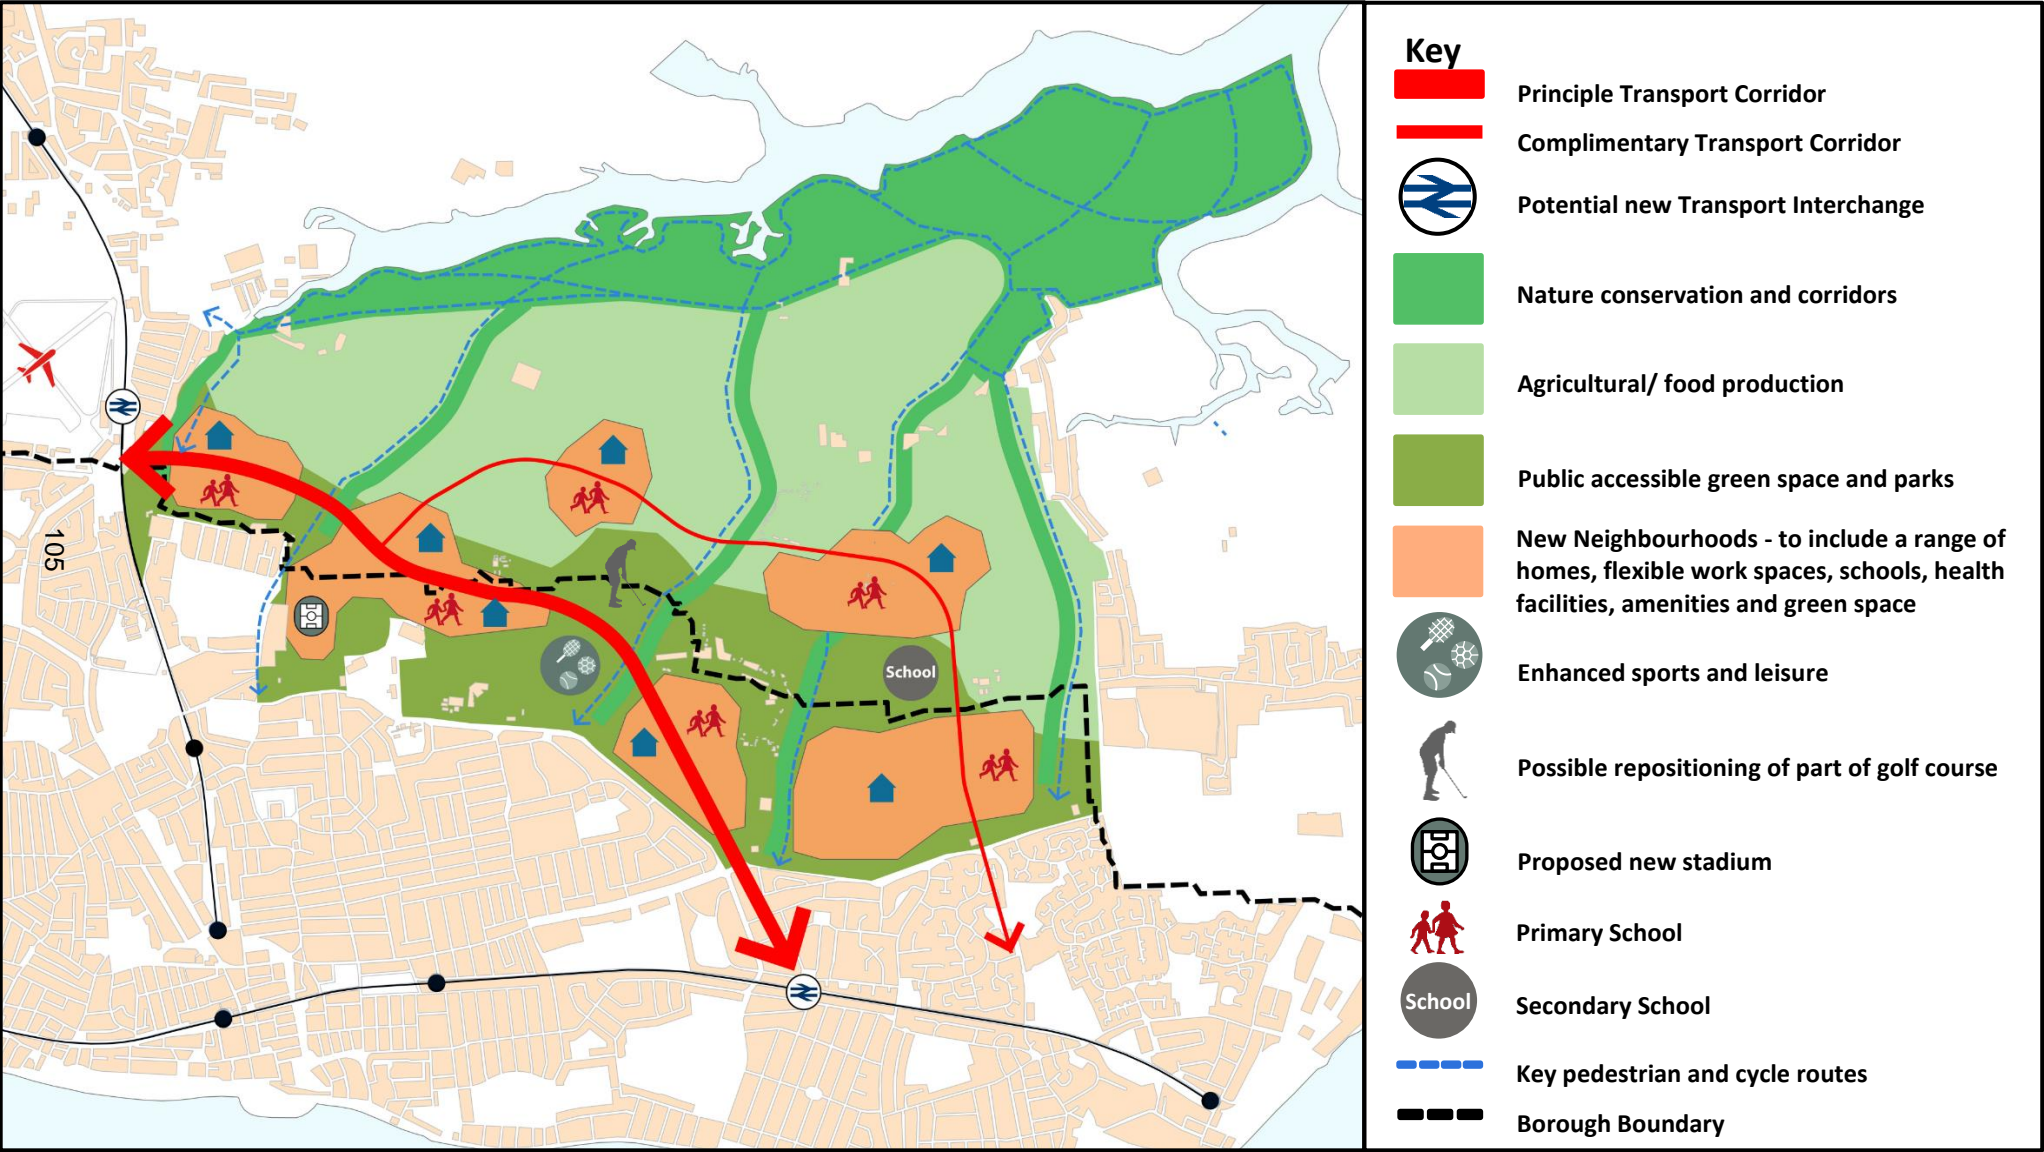 105
School
Key
Principle Transport Corridor
Complimentary Transport Corridor
Potential new Transport Interchange
Nature conservation and corridors
Agricultural/ food production
Public accessible green space and parks
New Neighbourhoods - to include a range of
homes, flexible work spaces, schools, health
facilities, amenities and green space
Enhanced sports and leisure
Possible repositioning of part of golf course
Proposed new stadium
Primary School
School
Secondary School
Key pedestrian and cycle routes
Borough Boundary